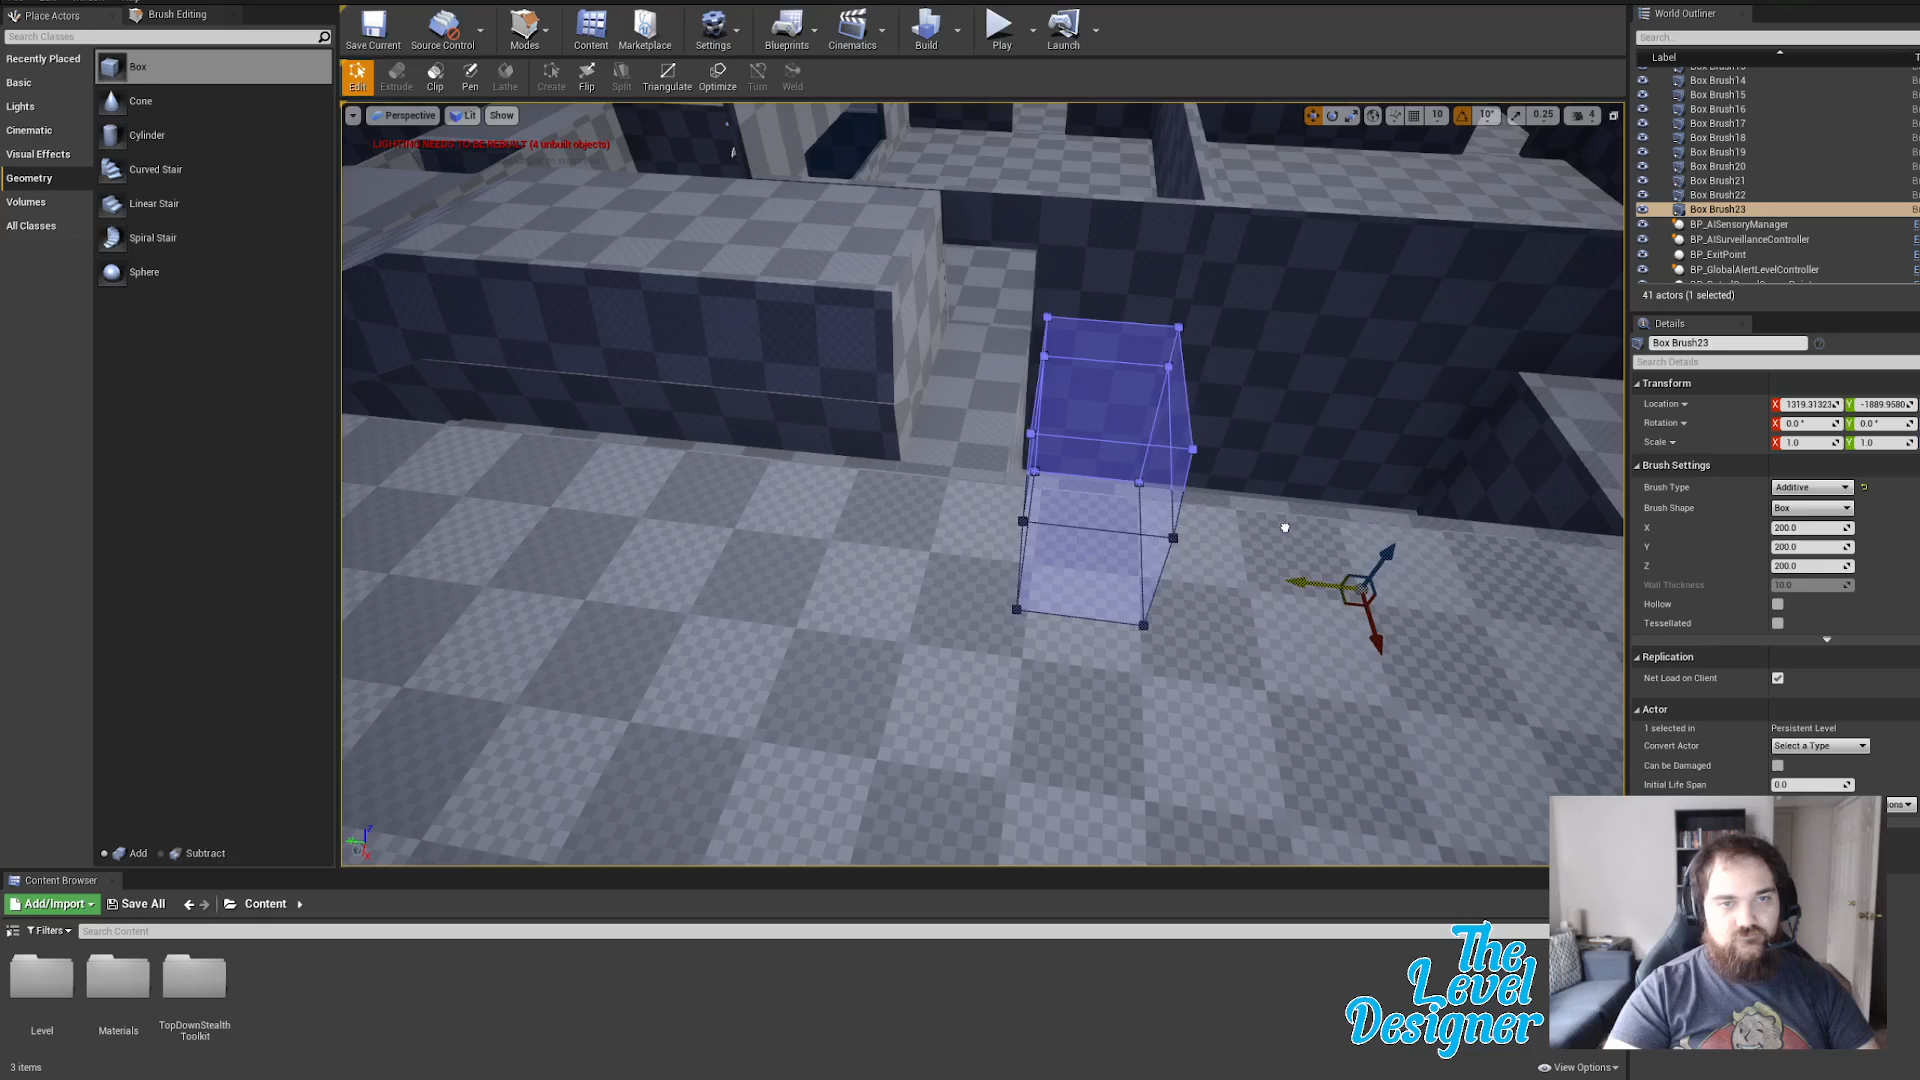 Place Actors
Brush Editing
Search Classes
Recently Placed
Basic
Lights
Cinematic
Visual Effects
Geometry
Volumes
All Classes
Box
Cone
Cylinder
Curved Stair
Linear Stair
Spiral Stair
Sphere
Add
Subtract
Save Current
Source Control
Modes
Content
Marketplace
Settings
Blueprints
Cinematics
Build
Play
Launch
Edit
Extrude
Clip
Pen
Lathe
Create
Flip
Split
Triangulate
Optimize
Turn
Weld
Perspective
Lit
Show
10
10°
0.25
4
LIGHTING NEEDS TO BE REBUILT (4 unbuilt objects)
World Outliner
Search...
Label
Box Brush14
Box Brush15
Box Brush16
Box Brush17
Box Brush18
Box Brush19
Box Brush20
Box Brush21
Box Brush22
Box Brush23
BP_AISensoryManager
BP_AISurveillanceController
BP_ExitPoint
BP_GlobalAlertLevelController
41 actors (1 selected)
Details
Box Brush23
Search Details
Transform
Location
X 1319.31323
Y -1889.9580
Rotation
X 0.0 °
Y 0.0 °
Scale
X 1.0
Y 1.0
Brush Settings
Brush Type
Additive
Brush Shape
Box
X
200.0
Y
200.0
Z
200.0
Wall Thickness
10.0
Hollow
Tessellated
Replication
Net Load on Client
Actor
1 selected in
Persistent Level
Convert Actor
Select a Type
Can be Damaged
Initial Life Span
0.0
Content Browser
Add/Import
Save All
Content
Filters
Search Content
Level
Materials
TopDownStealth
Toolkit
3 items
View Options
The
Level
Designer